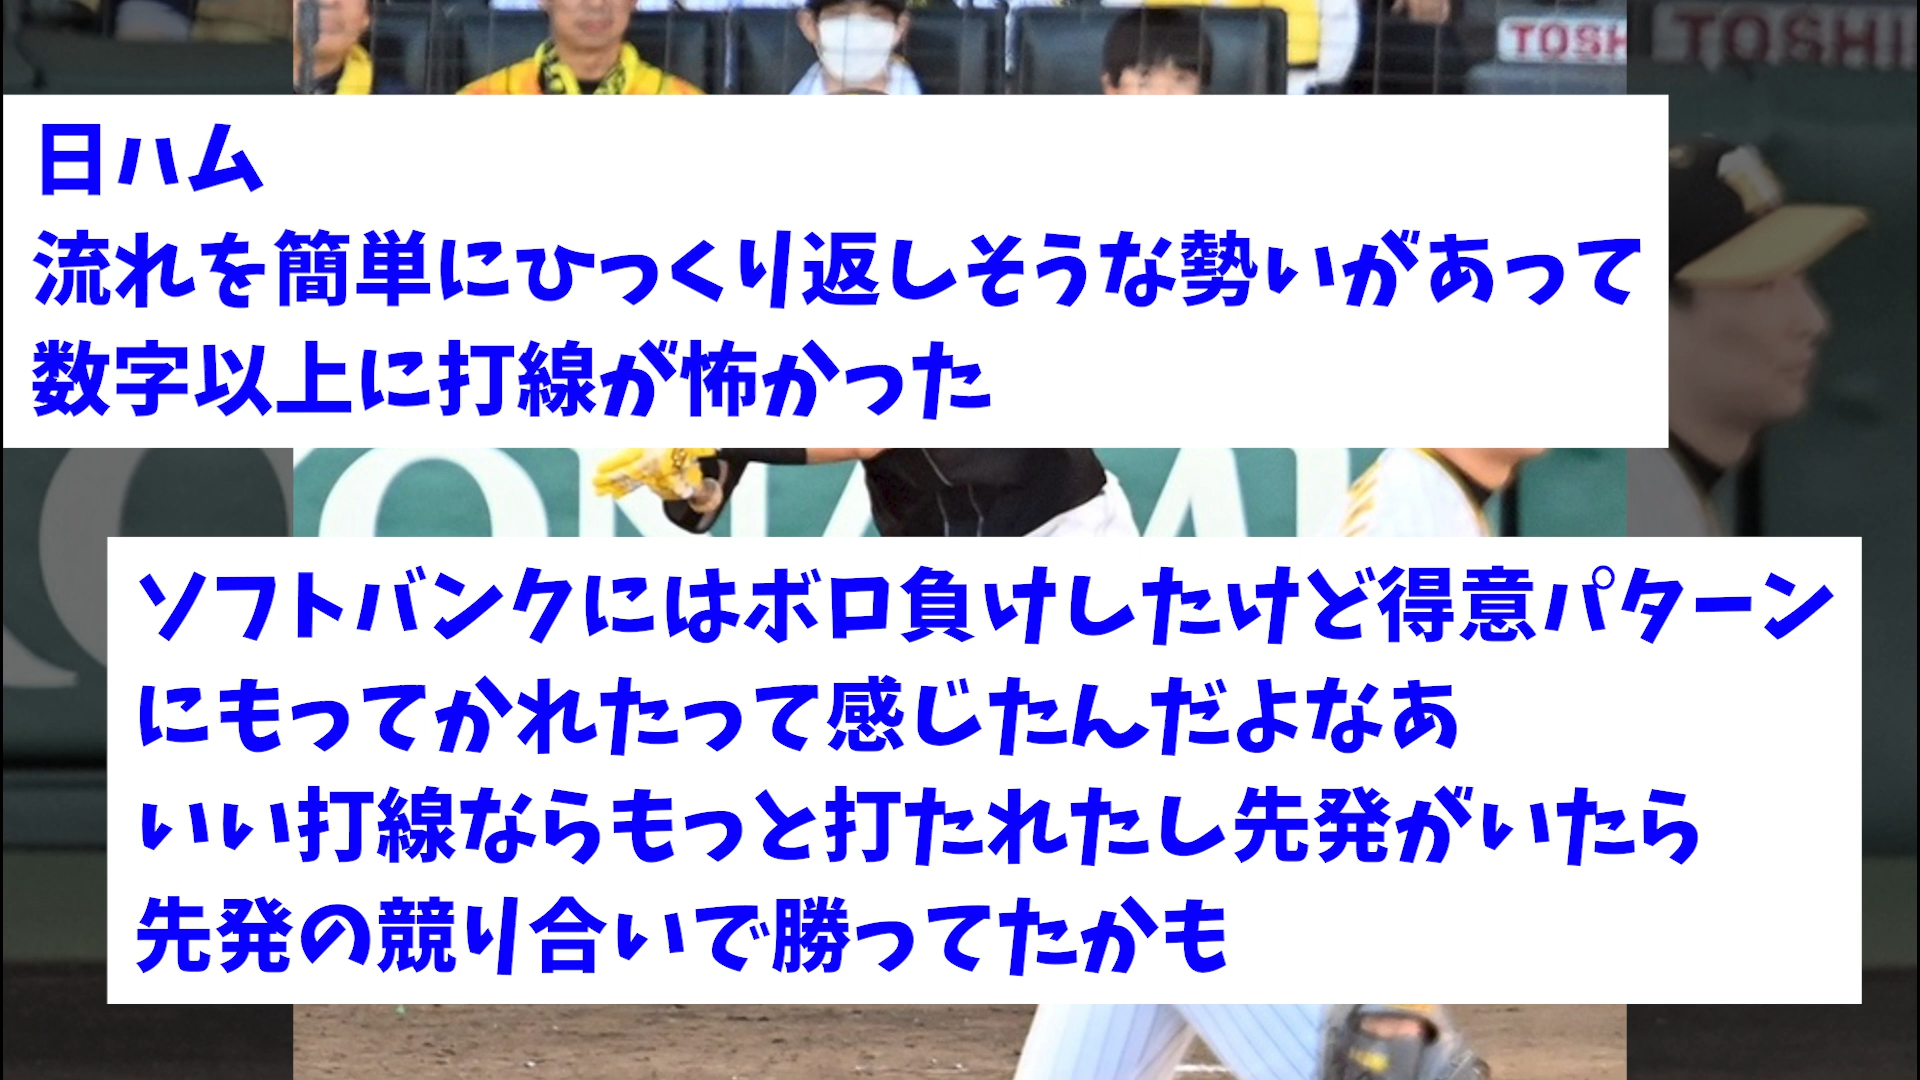 TOSH
TOSHI
日ハム
流れを簡単にひっくり返しそうな勢いがあって
数字以上に打線が怖かった
ソフトバンクにはボロ負けしたけど得意パターン
にもってかれたって感じたんだよなあ
いい打線ならもっと打たれたし先発がいたら
先発の競り合いで勝ってたかも